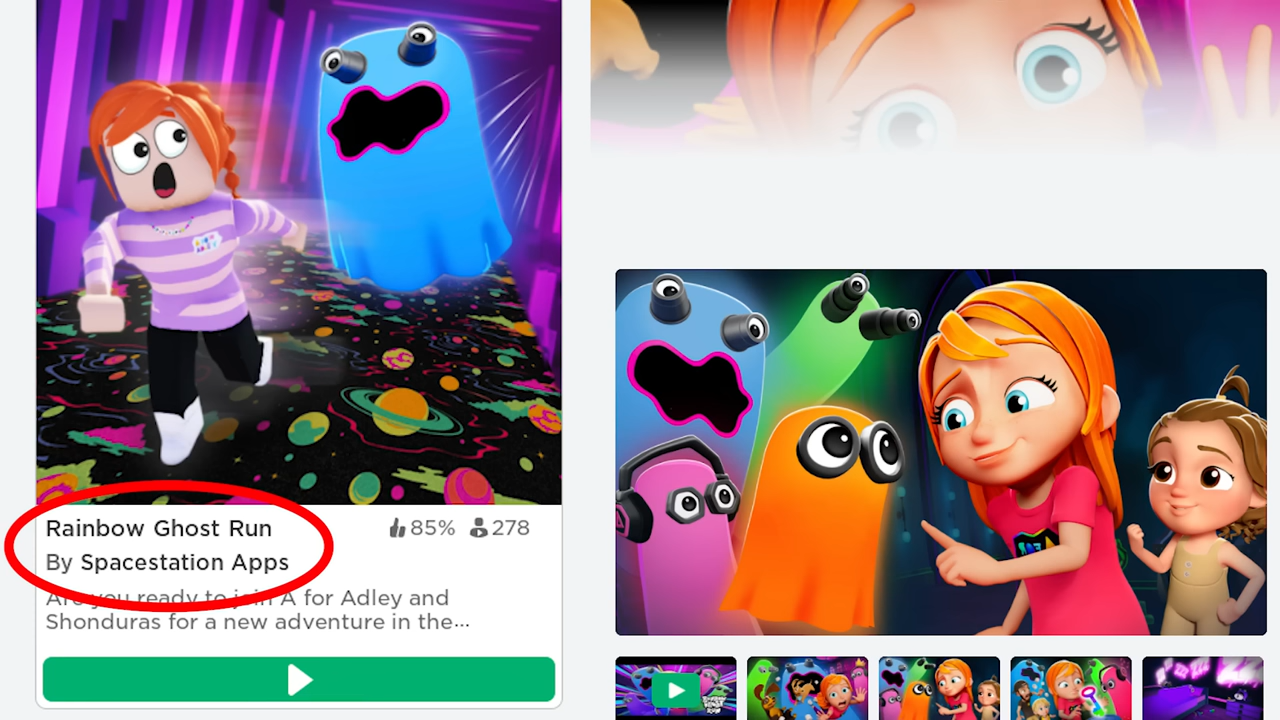 Rainbow Ghost Run
85% 278
By Spacestation Apps
Are you ready to join A for Adley and
Shonduras for a new adventure in the...